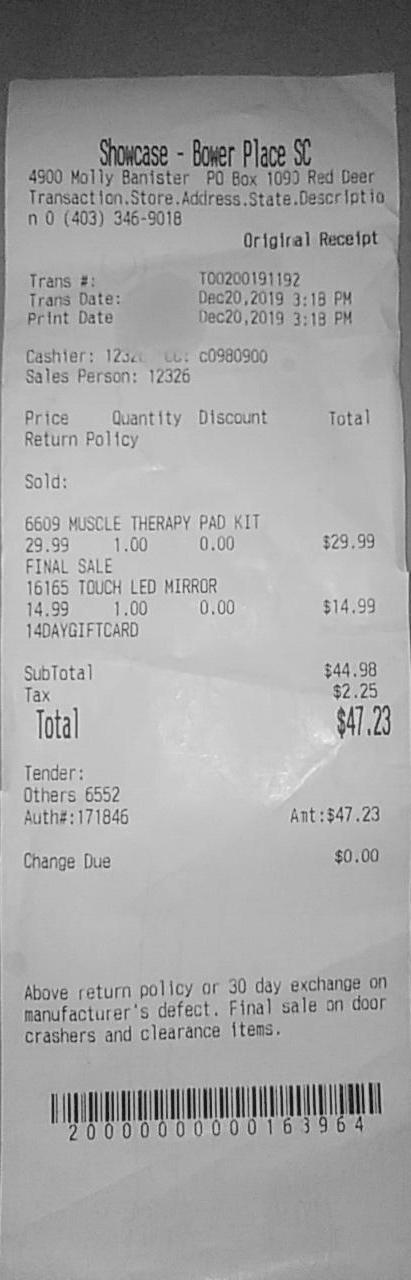 Showcase - Bower Place SC
4900 Molly Banister PO Box 1090 Red Deer
Transaction.Store.Address.State.Descriptio
n 0 (403) 346-9018
Original Receipt
Trans #: T00200191192
Trans Date: Dec20,2019 3:18 PM
Print Date Dec20,2019 3:18 PM
Cashier: c0980900
Sales Person: 12326
Price Quantity Discount Total
Return Policy
Sold:
6609 MUSCLE THERAPY PAD KIT
29.99 1.00 0.00 $29.99
FINAL SALE
16165 TOUCH LED MIRROR
14.99 1.00 0.00 $14.99
14DAYGIFTCARD
SubTotal $44.98
Tax $2.25
Total $47.23
Tender:
Others 6552
Auth#:171846 Amt:$47.23
Change Due $0.00
Above return policy or 30 day exchange on
manufacturer's defect. Final sale on door
crashers and clearance items.
2000000000163964